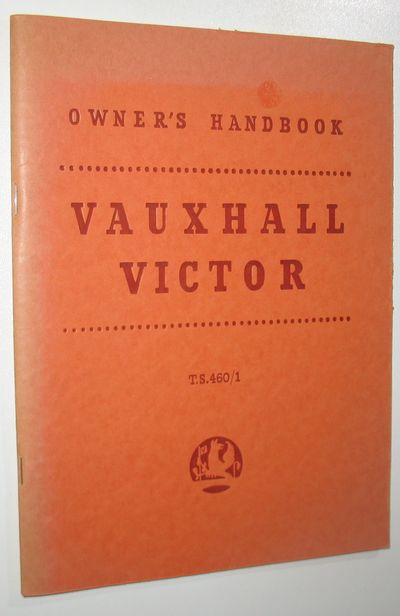 OWNER'S HANDBOOK
VAUXHALL
VICTOR
T.S.460/1